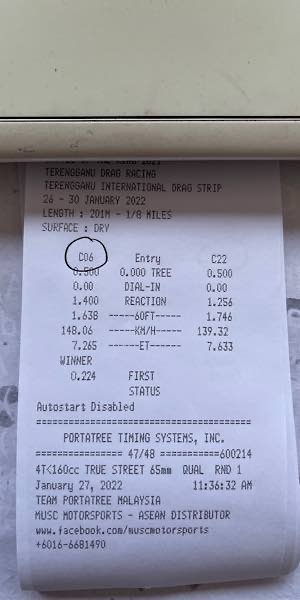 TERENGGANU DRAG RACING
TERENGGANU INTERNATIONAL DRAG STRIP
26 - 30 JANUARY 2022
LENGTH : 201M - 1/8 MILES
SURFACE : DRY
C06 Entry C22
0.500 0.000 TREE 0.500
0.00 DIAL-IN 0.00
1.400 REACTION 1.256
1.638 -----60FT----- 1.746
148.06 -----KM/H----- 139.32
7.265 ------ET------ 7.633
WINNER
0.224 FIRST
STATUS
Autostart Disabled
========================================
PORTATREE TIMING SYSTEMS, INC.
================ 47/48 ===========600214
4T<160cc TRUE STREET 65mm QUAL RND 1
January 27, 2022 11:36:32 AM
TEAM PORTATREE MALAYSIA
MUSC MOTORSPORTS - ASEAN DISTRIBUTOR
www.facebook.com/muscmotorsports
+6016-6681490